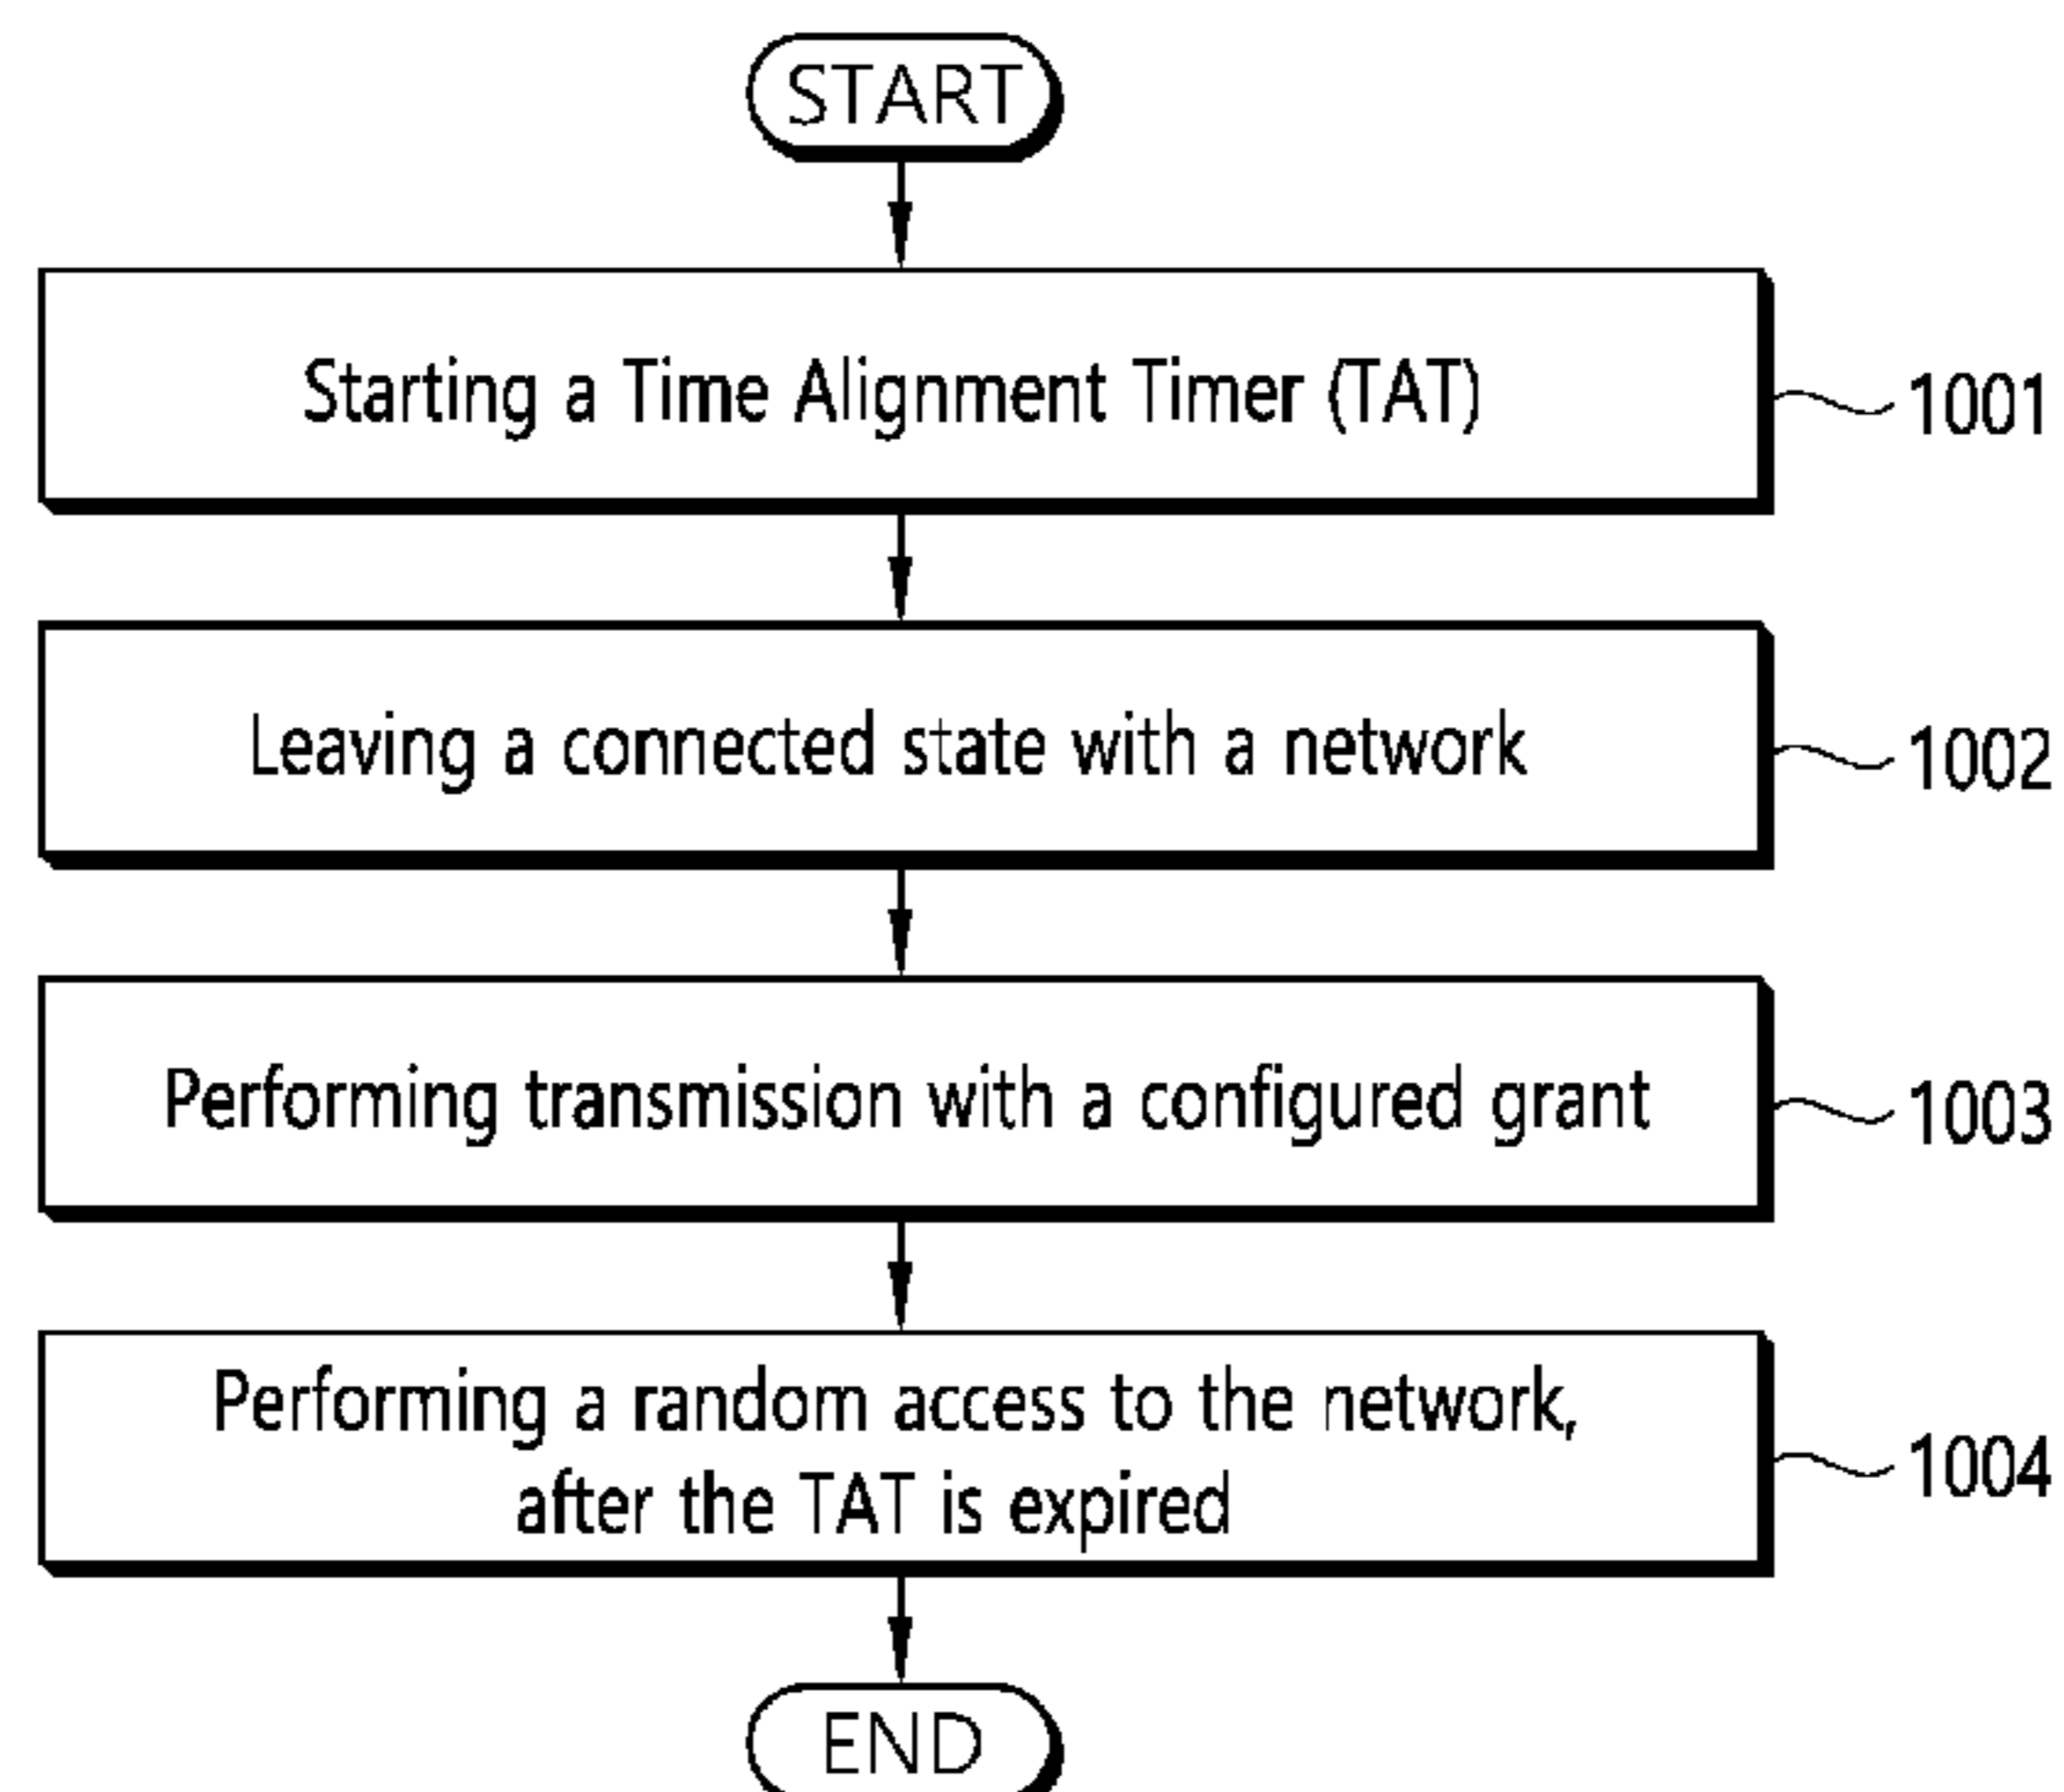 START
Starting a Time Alignment Timer (TAT)
1001
Leaving a connected state with a network
1002
Performing transmission with a configured grant
1003
Performing a random access to the network,
after the TAT is expired
1004
END